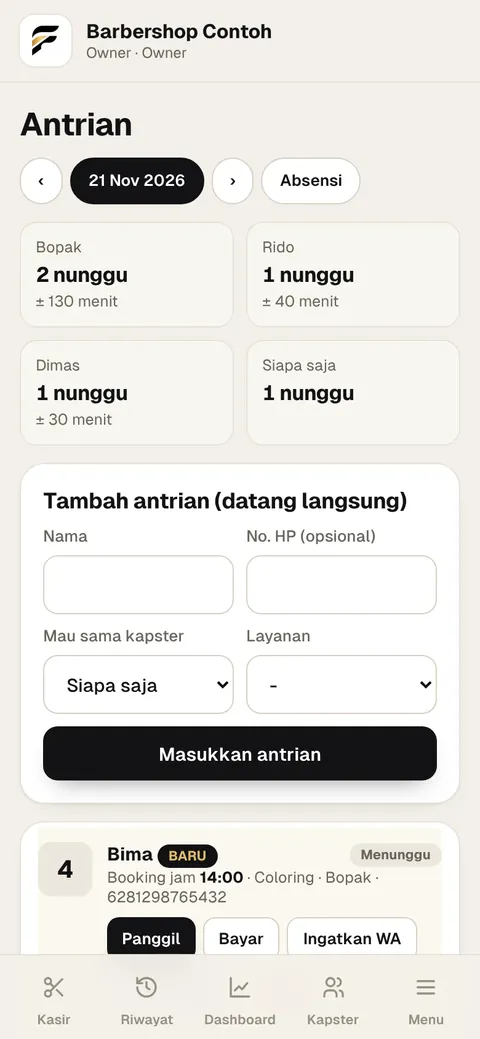 Barbershop Contoh
Owner · Owner
Antrian
‹ 21 Nov 2026 › Absensi
Bopak
2 nunggu
± 130 menit
Rido
1 nunggu
± 40 menit
Dimas
1 nunggu
± 30 menit
Siapa saja
1 nunggu
Tambah antrian (datang langsung)
Nama
No. HP (opsional)
Mau sama kapster
Layanan
Siapa saja
-
Masukkan antrian
4
Bima BARU
Menunggu
Booking jam 14:00 · Coloring · Bopak ·
6281298765432
Panggil Bayar Ingatkan WA
Kasir Riwayat Dashboard Kapster Menu